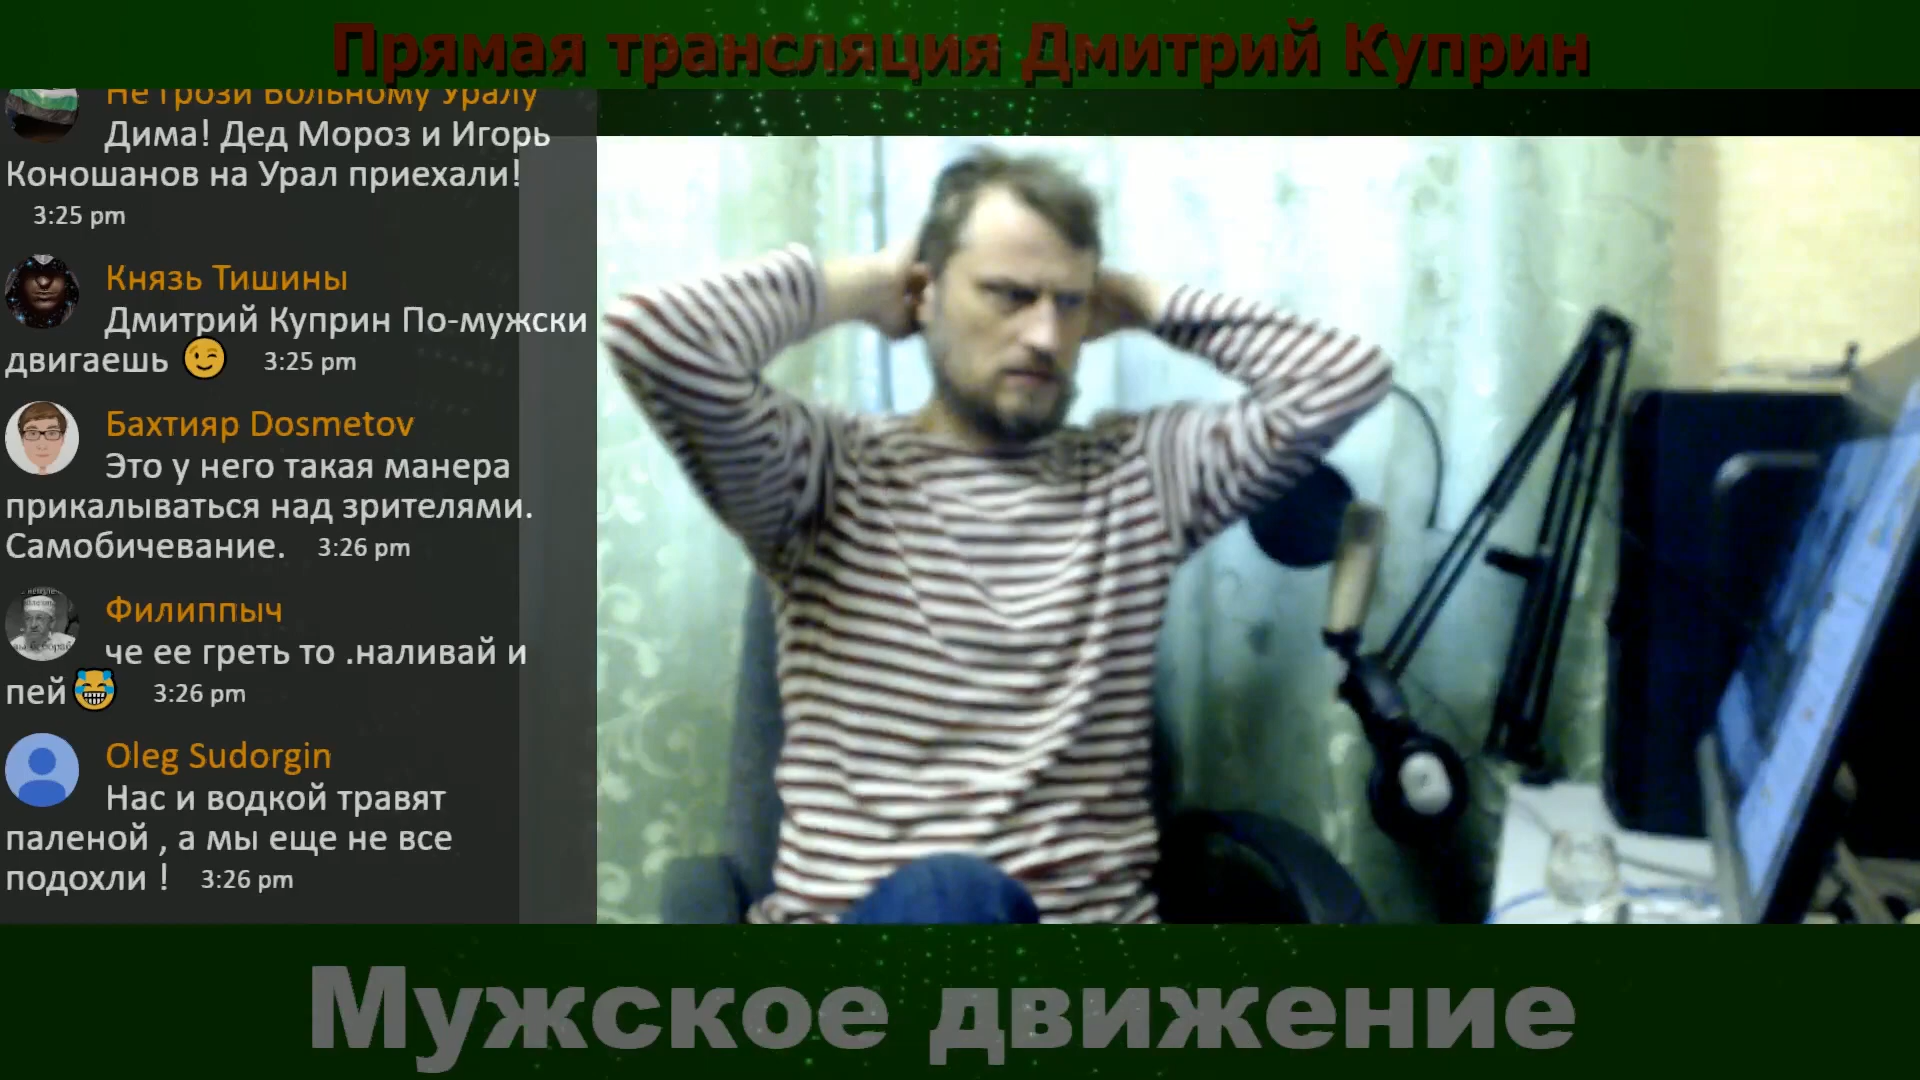 Прямая трансляция Дмитрий Куприн
Не Грози Вольному Уралу
Дима! Дед Мороз и Игорь
Коношанов на Урал приехали!
3:25 pm
Князь Тишины
Дмитрий Куприн По-мужски
двигаешь 3:25 pm
Бахтияр Dosmetov
Это у него такая манера
прикалываться над зрителями.
Самобичевание. 3:26 pm
Филиппыч
че ее греть то .наливай и
пей 3:26 pm
Oleg Sudorgin
Нас и водкой травят
паленой , а мы еще не все
подохли ! 3:26 pm
Мужское движение